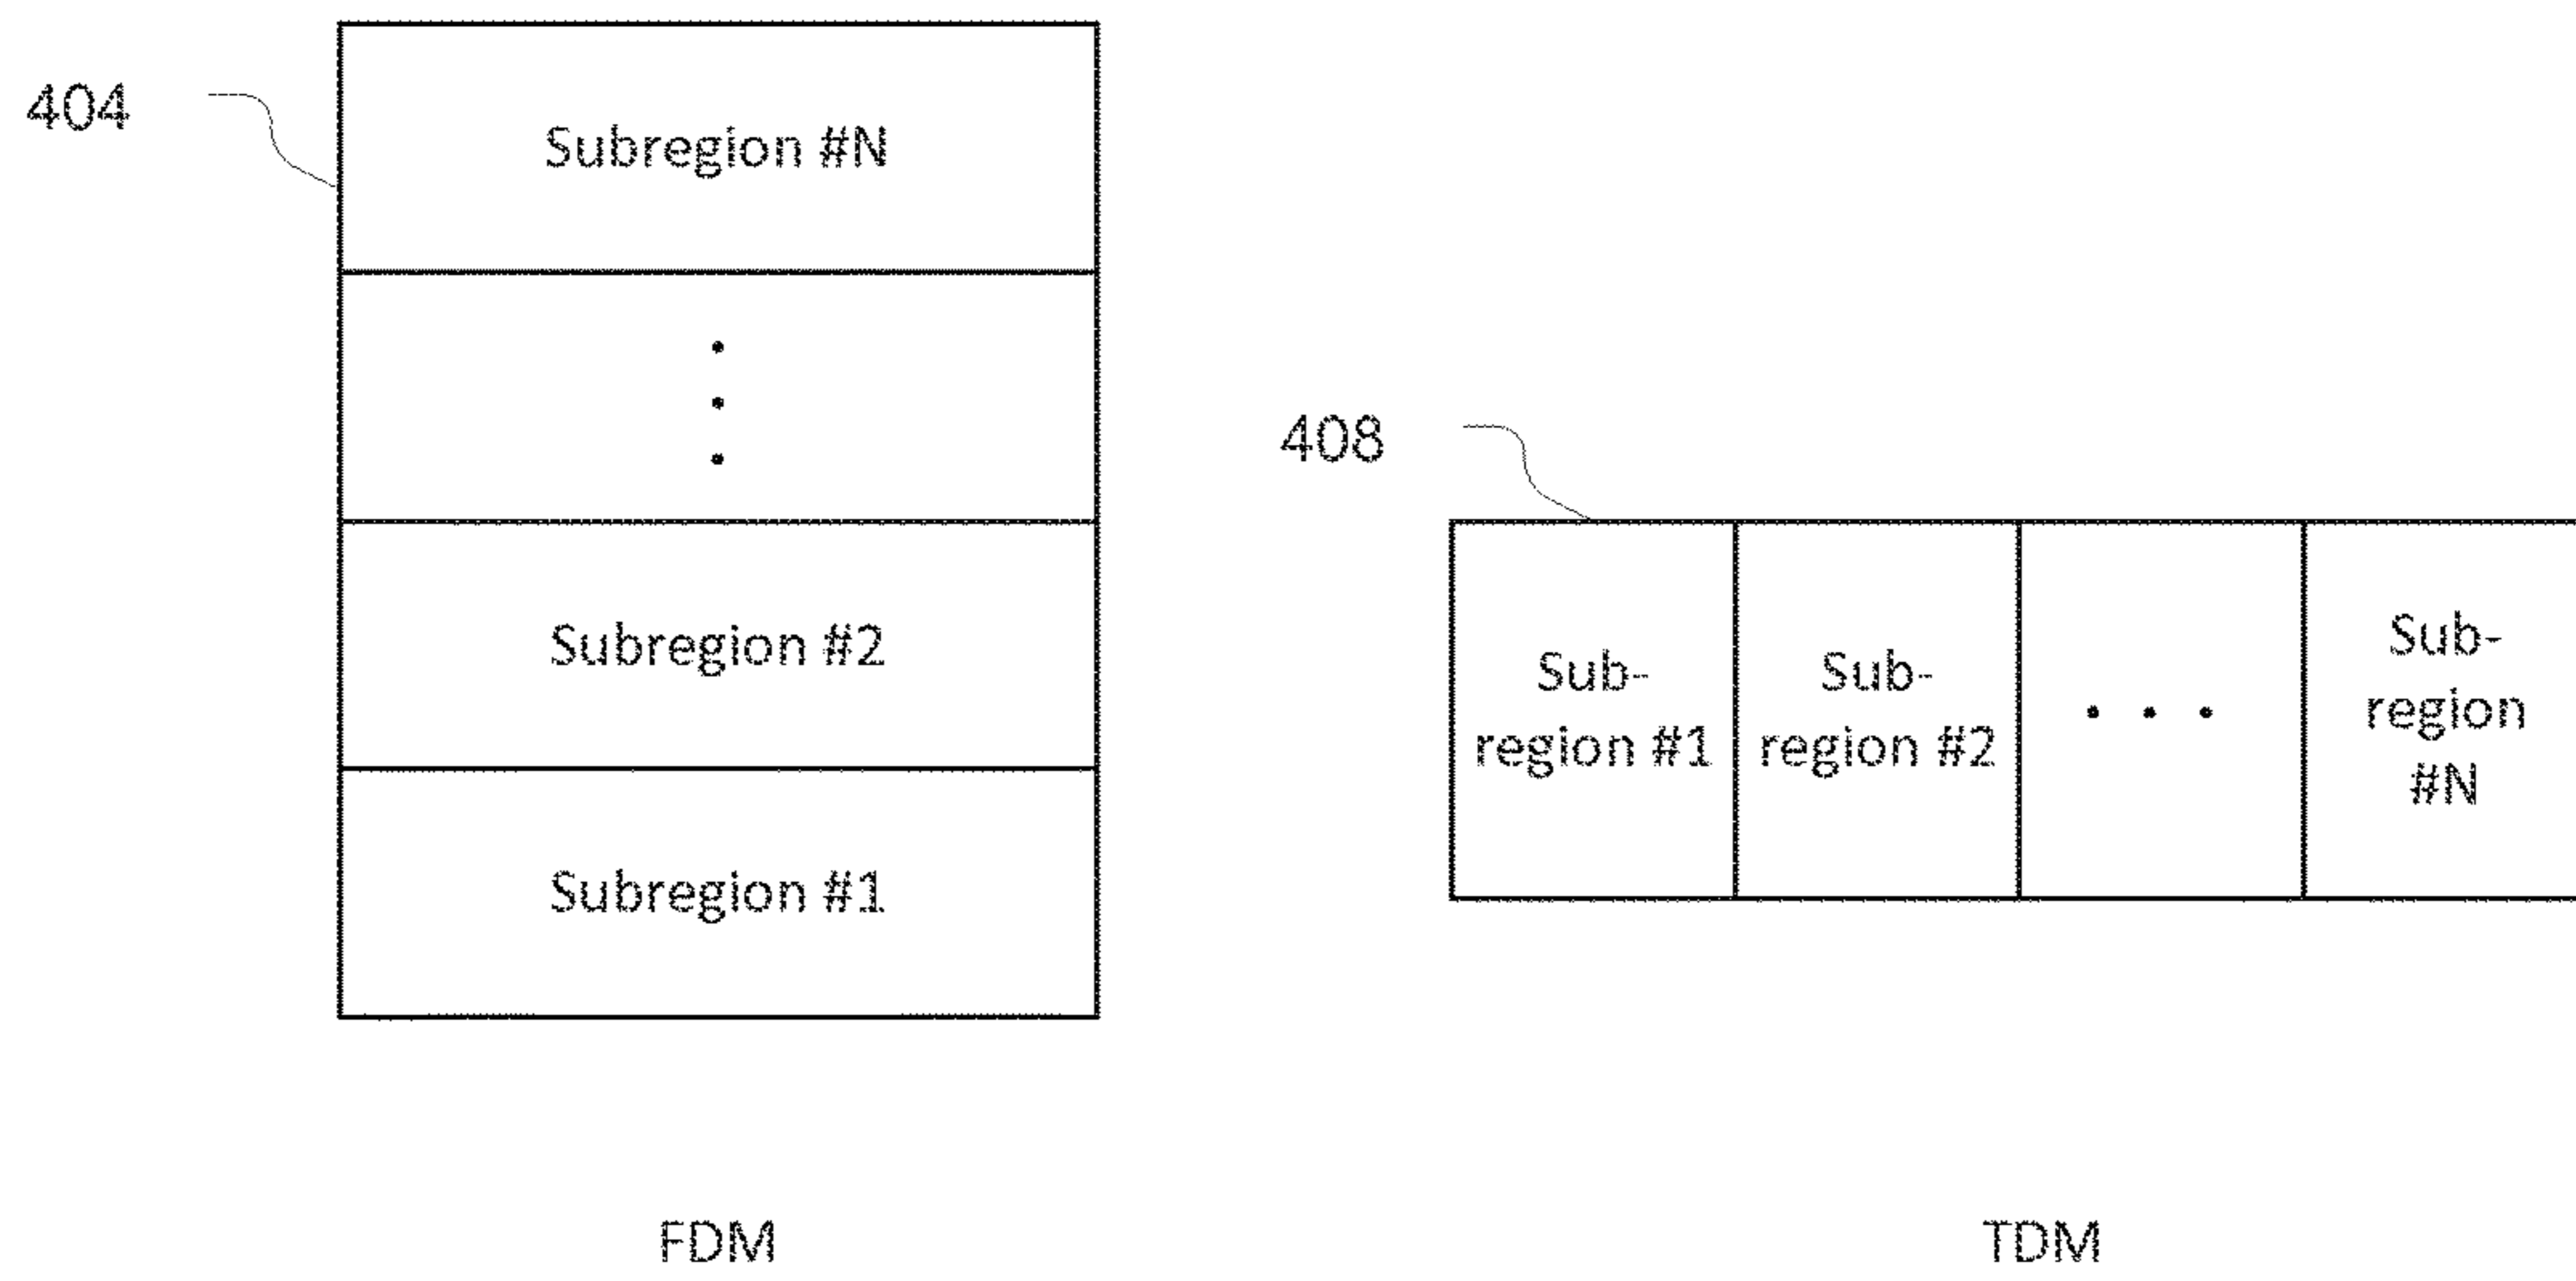 404
Subregion #N
Subregion #2
Subregion #1
FDM
408
Sub-
region #1
Sub-
region #2
Sub-
region
#N
TDM